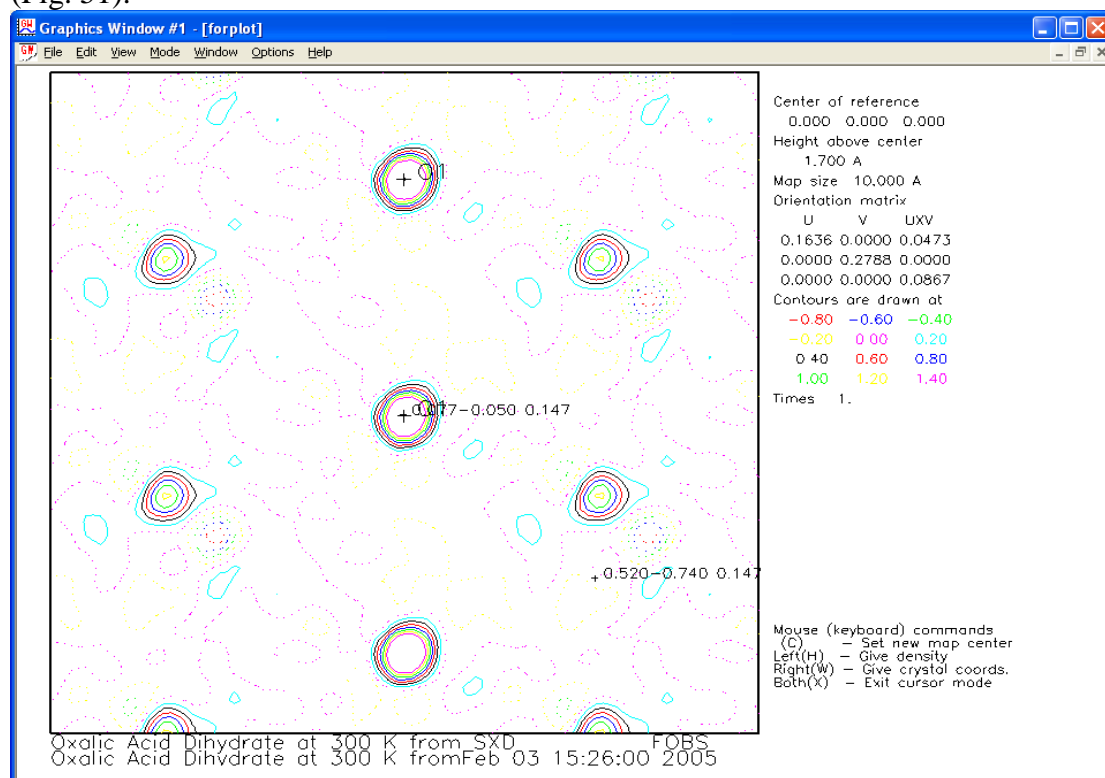 (Fig. 31).
Graphics Window #1 - [forplot]
File Edit View Mode Window Options Help
Center of reference
0.000 0.000 0.000
Height above center
1.700 A
Map size 10.000 A
Orientation matrix
U V UXV
0.1636 0.0000 0.0473
0.0000 0.2788 0.0000
0.0000 0.0000 0.0867
Contours are drawn at
-0.80 -0.60 -0.40
-0.20 0.00 0.20
0.40 0.60 0.80
1.00 1.20 1.40
Times 1.
O1
O1
0.077-0.050 0.147
0.520-0.740 0.147
Mouse (keyboard) commands
(C) - Set new map center
Left(H) - Give density
Right(W) - Give crystal coords.
Both(X) - Exit cursor mode
Oxalic Acid Dihydrate at 300 K from SXD FOBS
Oxalic Acid Dihydrate at 300 K fromFeb 03 15:26:00 2005